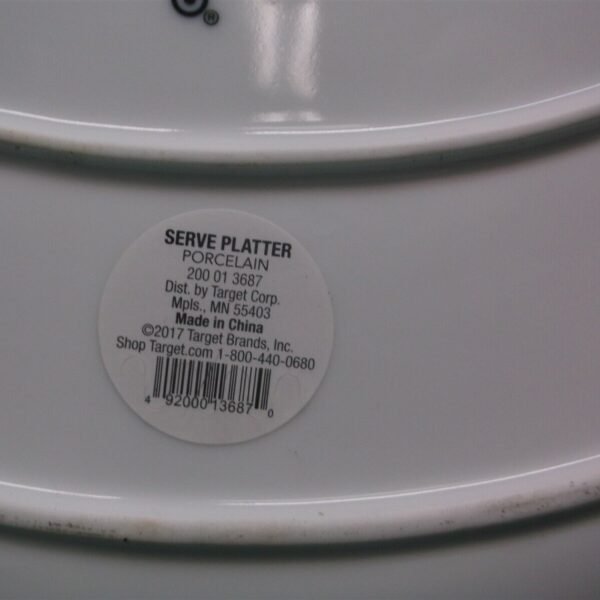 ®
SERVE PLATTER
PORCELAIN
200 01 3687
Dist. by Target Corp.
Mpls., MN 55403
Made in China
©2017 Target Brands, Inc.
Shop Target.com 1-800-440-0680
4 92000 13687 0